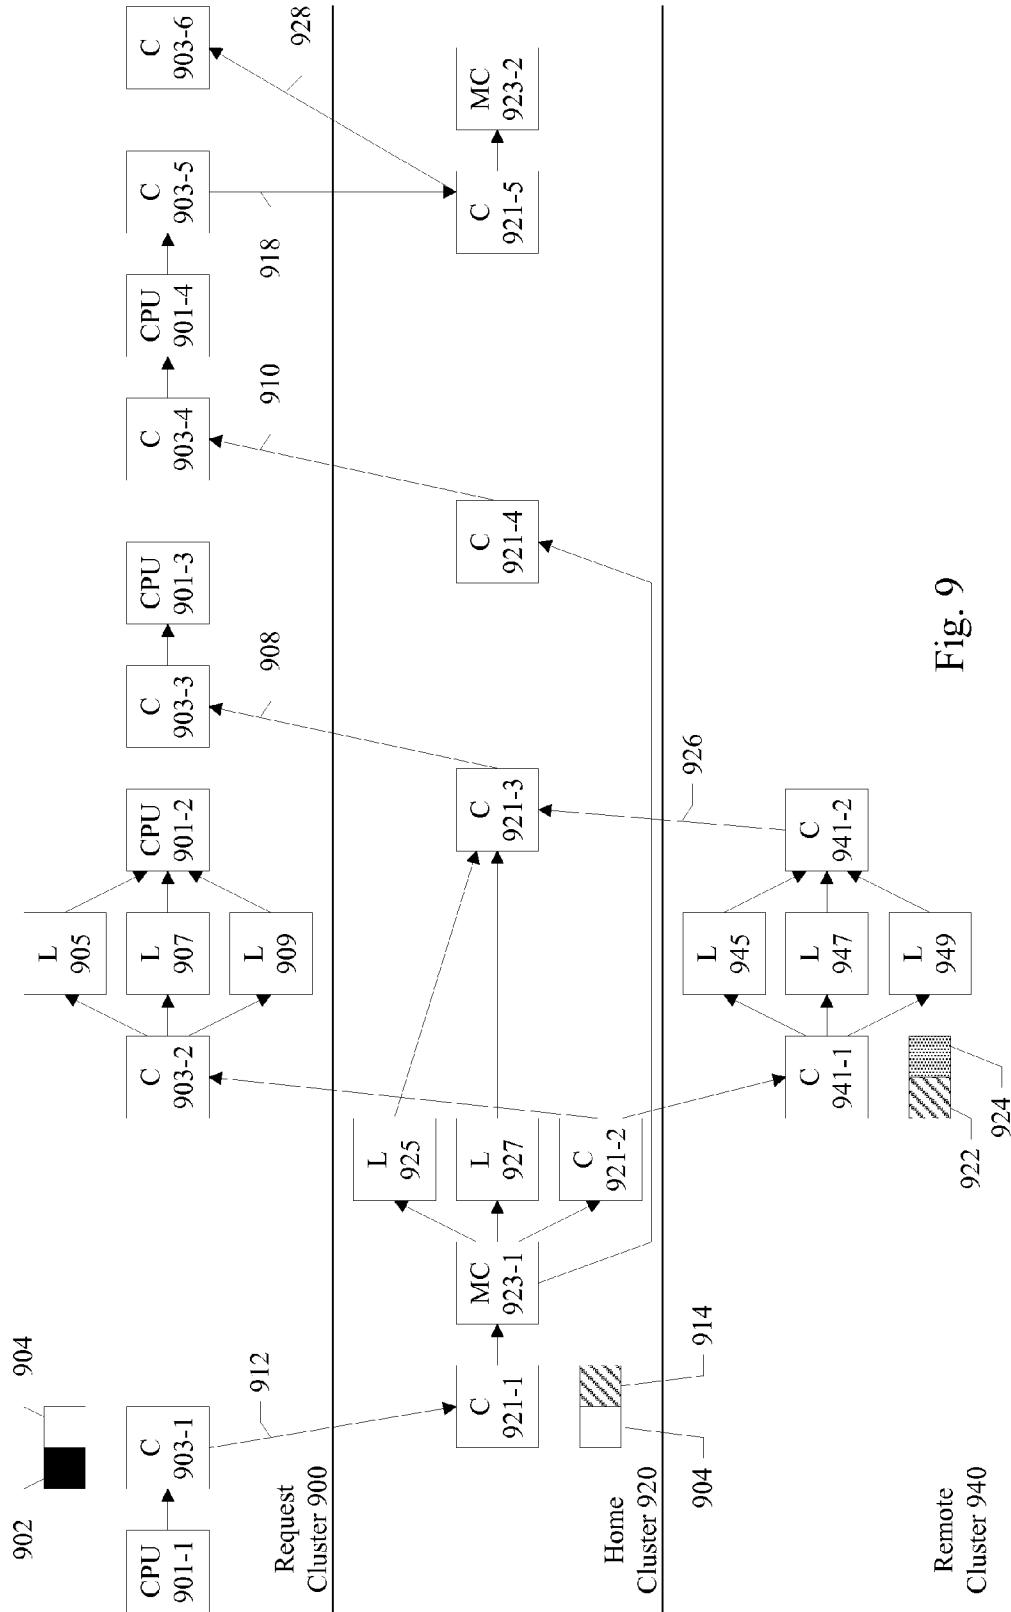 902
904
CPU
901-1
C
903-1
912
C
903-2
L
905
L
907
L
909
CPU
901-2
C
903-3
CPU
901-3
908
C
903-4
CPU
901-4
910
C
903-5
918
C
903-6
928
Request
Cluster 900
C
921-1
MC
923-1
L
925
L
927
C
921-2
C
921-3
C
921-4
C
921-5
MC
923-2
904
914
Home
Cluster 920
926
C
941-1
L
945
L
947
L
949
C
941-2
922
924
Remote
Cluster 940
Fig. 9